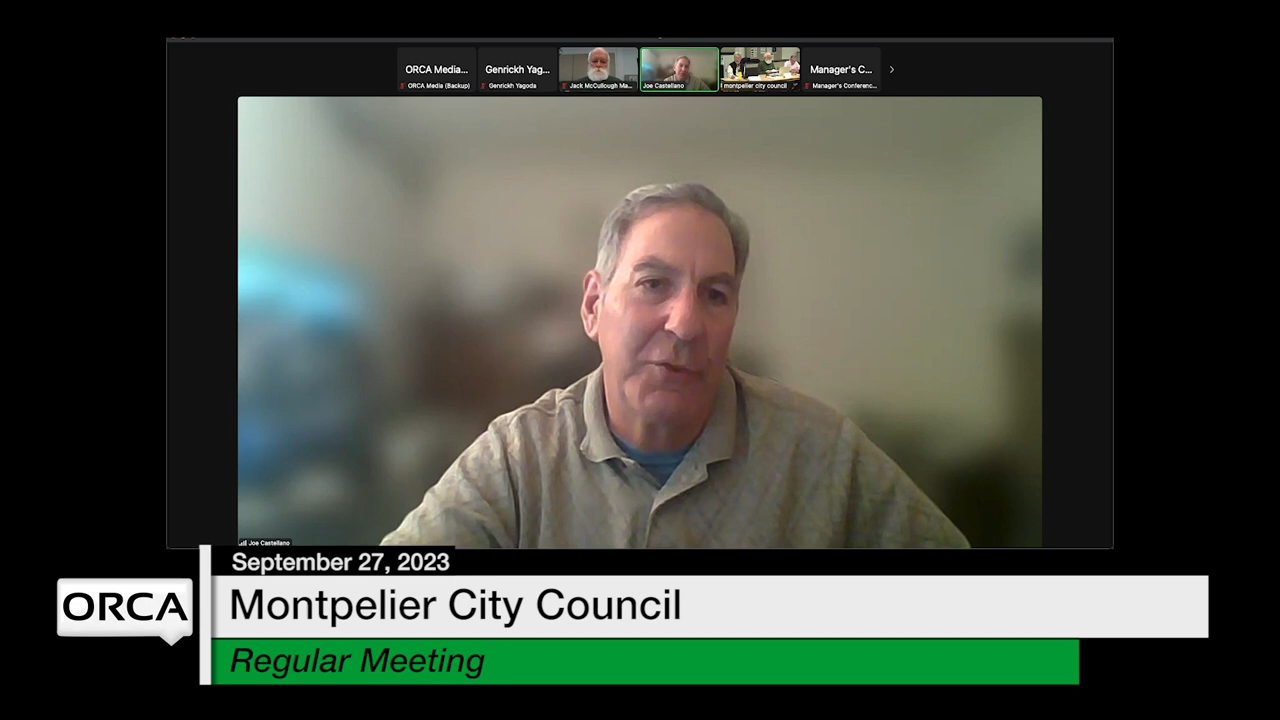 ORCA Media...
Genrickh Yag...
Manager's C...
ORCA Media (Backup)
Genrickh Yagoda
Jack McCullough Ma...
Joe Castellano
montpelier city council
Manager's Conferenc...
Joe Castellano
September 27, 2023
ORCA
Montpelier City Council
Regular Meeting